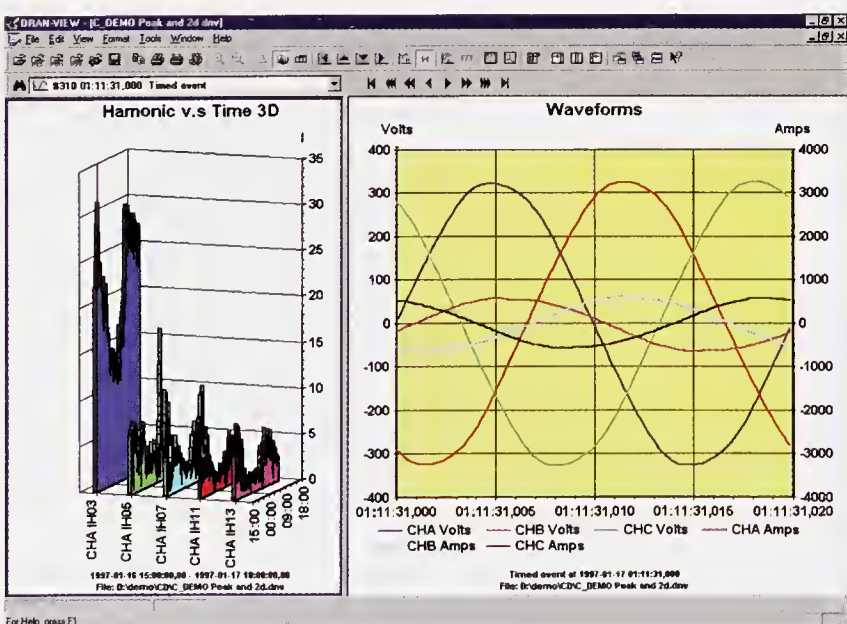 DRAN-VIEW - [C_DEMO Peak and 2d dnv]
File Edit View Format Tools Window Help
8310 01:11:31,000 Timed event
Hamonic v.s Time 3D
I
35
30
25
20
15
10
5
0
CHA IH03
CHA IH05
CHA IH07
CHA IH11
CHA IH13
15:00
00:00
09:00
18:00
1997-01-16 15:00:00,00 - 1997-01-17 18:00:00,00
File: D:\demo\CD\C_DEMO Peak and 2d.dnv
Waveforms
Volts Amps
400 4000
300 3000
200 2000
100 1000
0 0
-100 -1000
-200 -2000
-300 -3000
-400 -4000
01:11:31,000 01:11:31,005 01:11:31,010 01:11:31,015 01:11:31,020
CHA Volts CHB Volts CHC Volts CHA Amps
CHB Amps CHC Amps
Timed event at 1997-01-17 01:11:31,000
File: D:\demo\CD\C_DEMO Peak and 2d.dnv
For Help, press F1